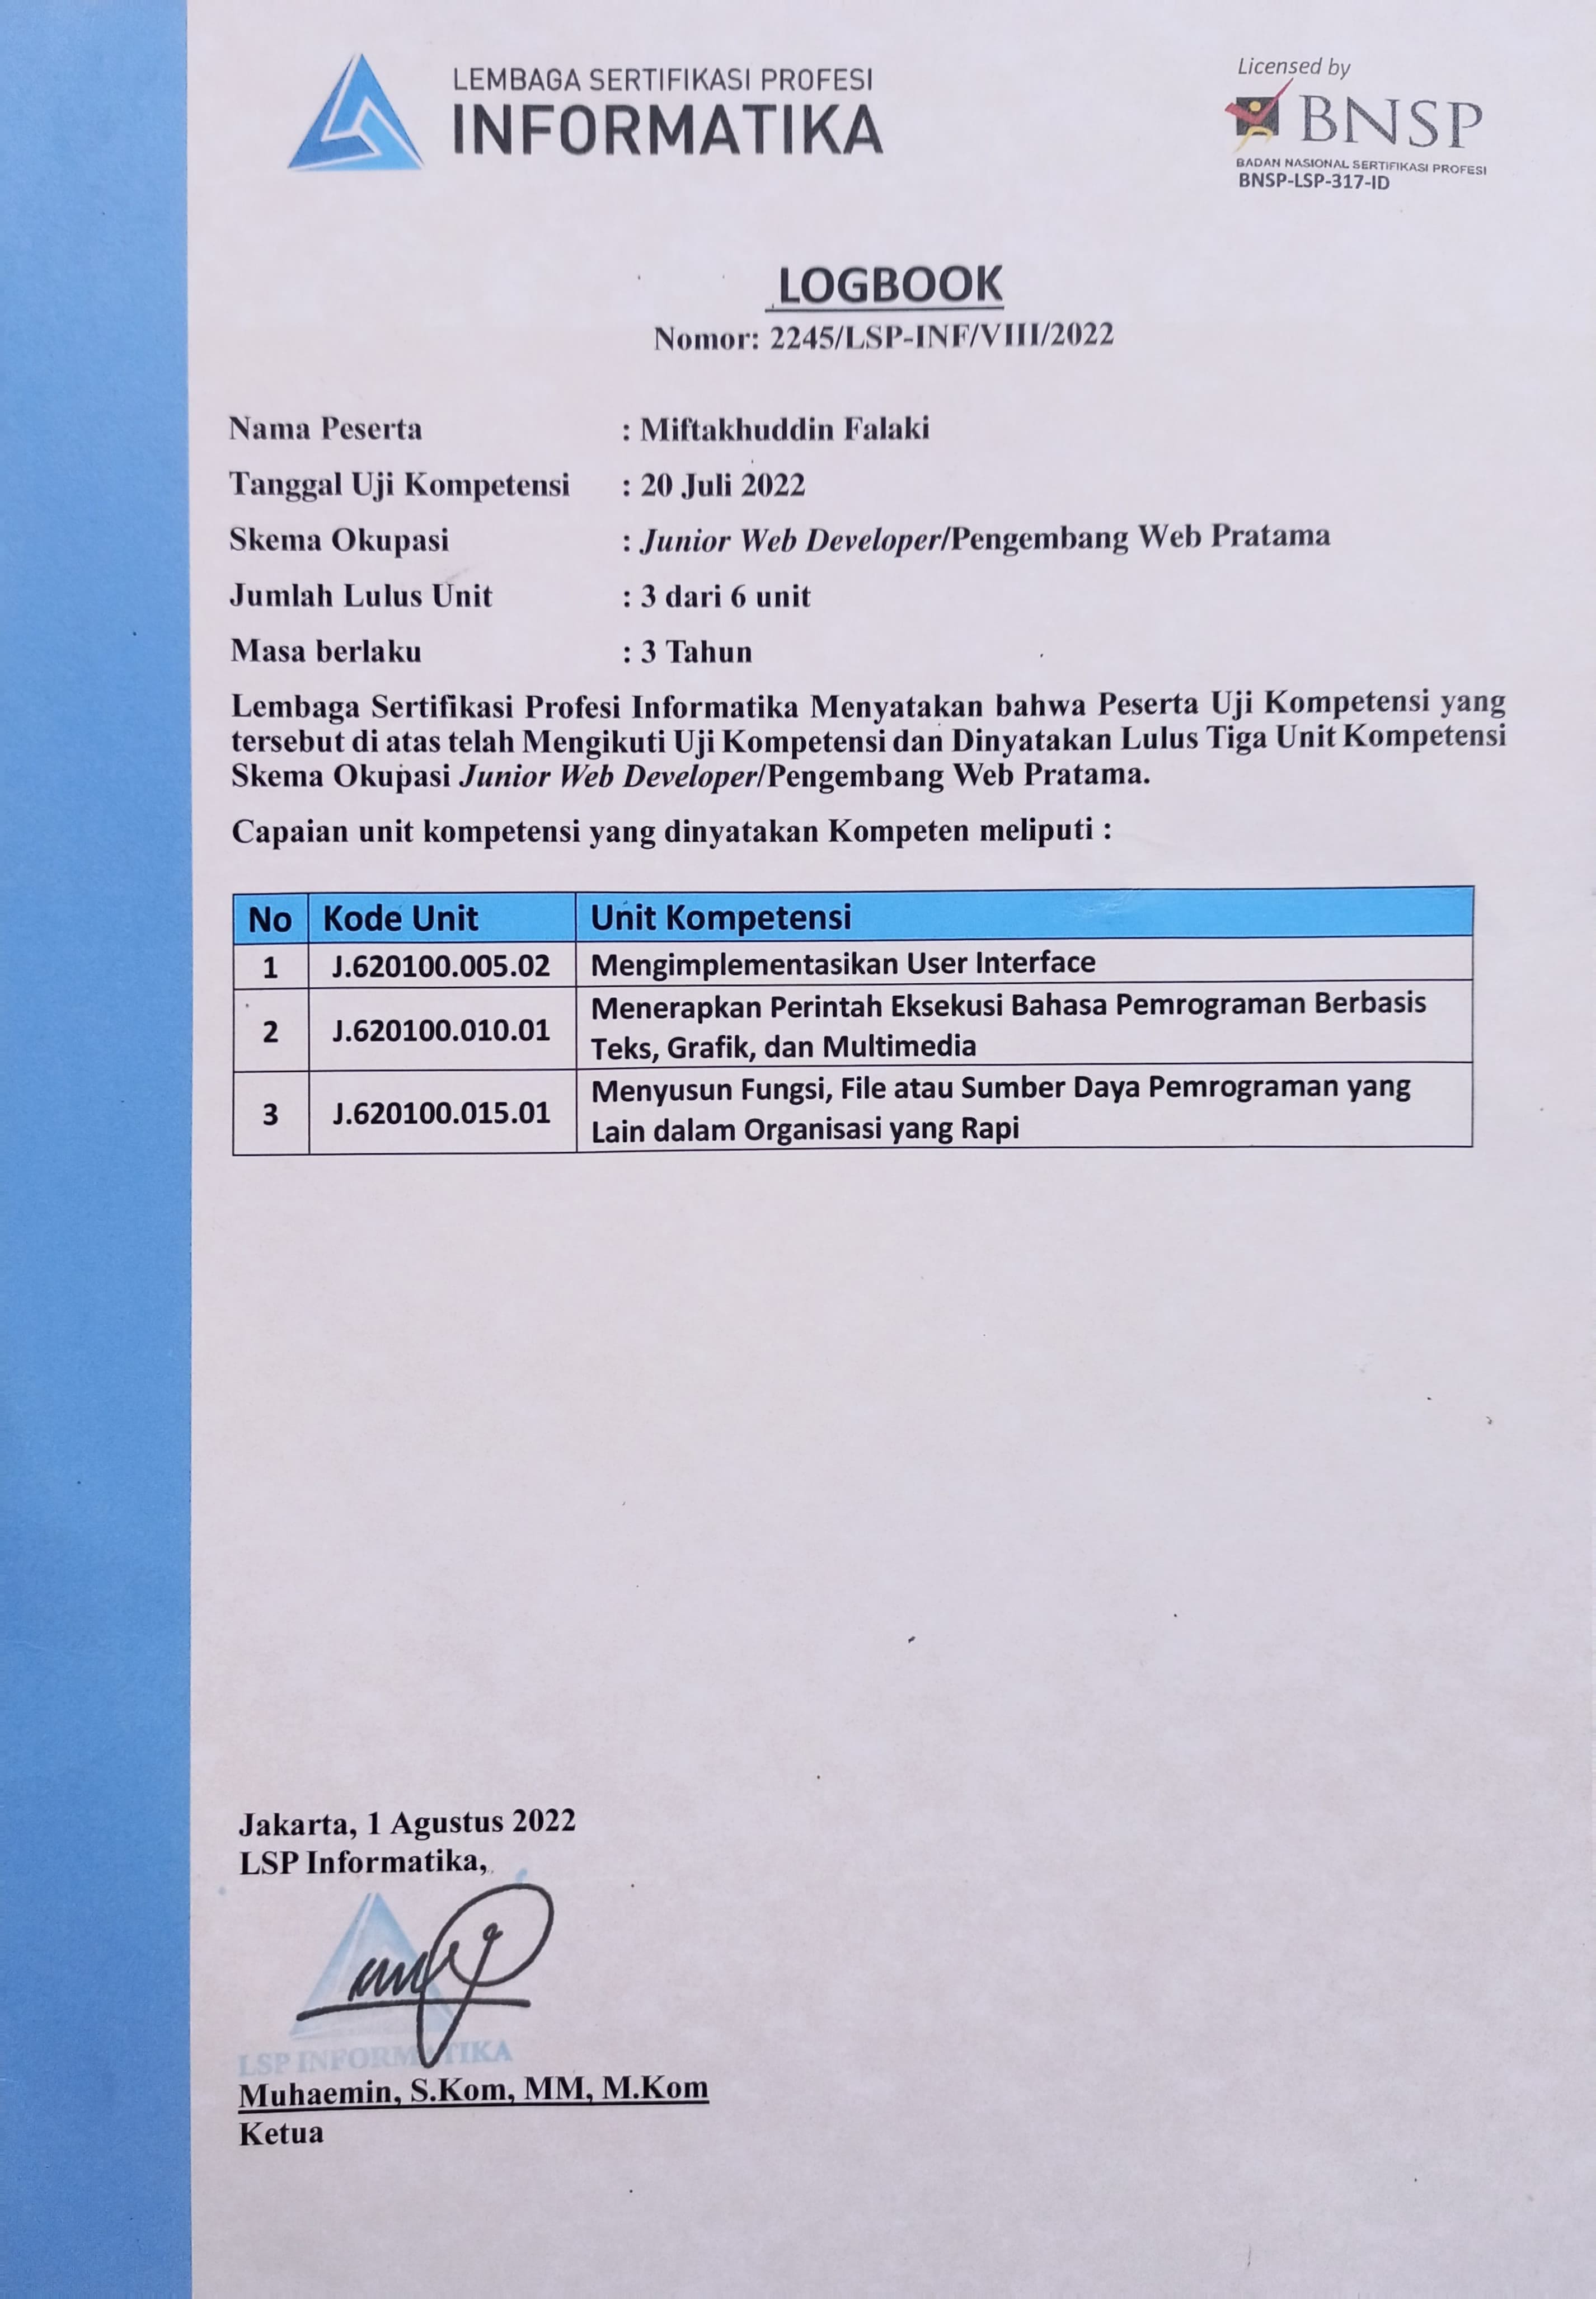 LEMBAGA SERTIFIKASI PROFESI
INFORMATIKA
Licensed by
BNSP
BADAN NASIONAL SERTIFIKASI PROFESI
BNSP-LSP-317-ID
LOGBOOK
Nomor: 2245/LSP-INF/VIII/2022
Nama Peserta : Miftakhuddin Falaki
Tanggal Uji Kompetensi : 20 Juli 2022
Skema Okupasi : Junior Web Developer/Pengembang Web Pratama
Jumlah Lulus Unit : 3 dari 6 unit
Masa berlaku : 3 Tahun
Lembaga Sertifikasi Profesi Informatika Menyatakan bahwa Peserta Uji Kompetensi yang
tersebut di atas telah Mengikuti Uji Kompetensi dan Dinyatakan Lulus Tiga Unit Kompetensi
Skema Okupasi Junior Web Developer/Pengembang Web Pratama.
Capaian unit kompetensi yang dinyatakan Kompeten meliputi :
No Kode Unit Unit Kompetensi
1 J.620100.005.02 Mengimplementasikan User Interface
2 J.620100.010.01 Menerapkan Perintah Eksekusi Bahasa Pemrograman Berbasis
Teks, Grafik, dan Multimedia
3 J.620100.015.01 Menyusun Fungsi, File atau Sumber Daya Pemrograman yang
Lain dalam Organisasi yang Rapi
Jakarta, 1 Agustus 2022
LSP Informatika,
LSP INFORMATIKA
Muhaemin, S.Kom, MM, M.Kom
Ketua